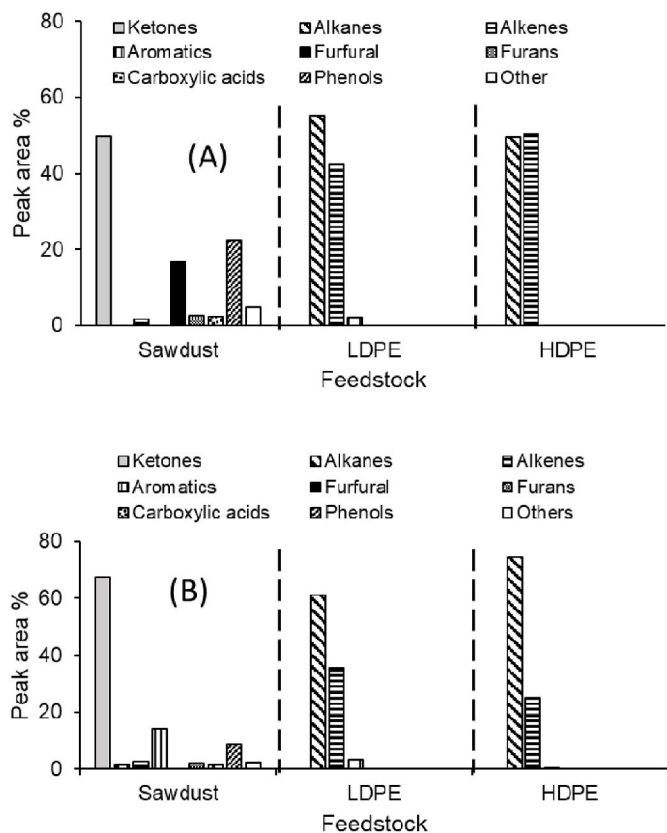 80
60
40
20
0
Peak area %
Ketones
Alkanes
Alkenes
Aromatics
Furfural
Furans
Carboxylic acids
Phenols
Other
(A)
Sawdust
LDPE
HDPE
Feedstock
Ketones
Alkanes
Alkenes
Aromatics
Furfural
Furans
Carboxylic acids
Phenols
Others
80
60
40
20
0
Peak area %
(B)
Sawdust
LDPE
HDPE
Feedstock